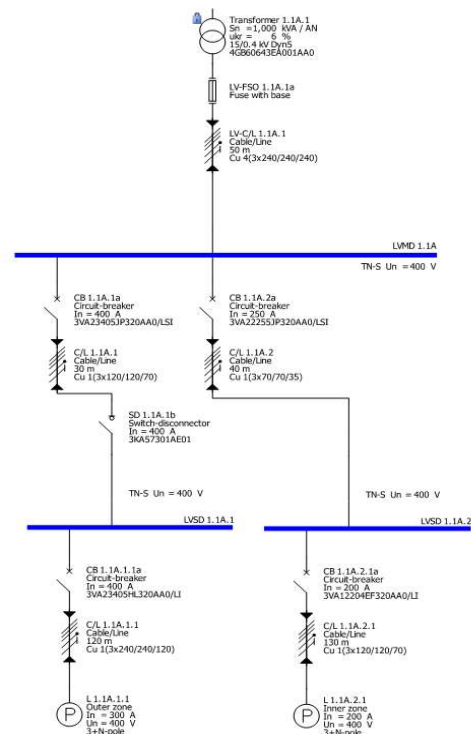 Transformer 1.1A.1
Sn =1,000 kVA / AN
ukr = 6 %
15/0.4 kV Dyn5
4GB60643EA001AA0
LV-FSO 1.1A.1a
Fuse with base
LV-C/L 1.1A.1
Cable/Line
50 m
Cu 4(3x240/240/240)
LVMD 1.1A
TN-S Un =400 V
CB 1.1A.1a
Circuit-breaker
In = 400 A
3VA23405JP320AA0/LSI
CB 1.1A.2a
Circuit-breaker
In = 250 A
3VA22255JP320AA0/LSI
C/L 1.1A.1
Cable/Line
30 m
Cu 1(3x120/120/70)
C/L 1.1A.2
Cable/Line
40 m
Cu 1(3x70/70/35)
SD 1.1A.1b
Switch-disconnector
In = 400 A
3KA57301AE01
TN-S Un =400 V
TN-S Un =400 V
LVSD 1.1A.1
LVSD 1.1A.2
CB 1.1A.1.1a
Circuit-breaker
In = 400 A
3VA23405HL320AA0/LI
CB 1.1A.2.1a
Circuit-breaker
In = 200 A
3VA12204EF320AA0/LI
C/L 1.1A.1.1
Cable/Line
120 m
Cu 1(3x240/240/120)
C/L 1.1A.2.1
Cable/Line
130 m
Cu 1(3x120/120/70)
P
L 1.1A.1.1
Outer zone
In = 300 A
Un = 400 V
3+N-pole
P
L 1.1A.2.1
Inner zone
In = 200 A
Un = 400 V
3+N-pole